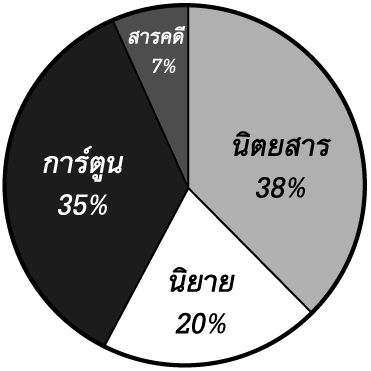 สารคดี
7%
นิตยสาร
38%
การ์ตูน
35%
นิยาย
20%